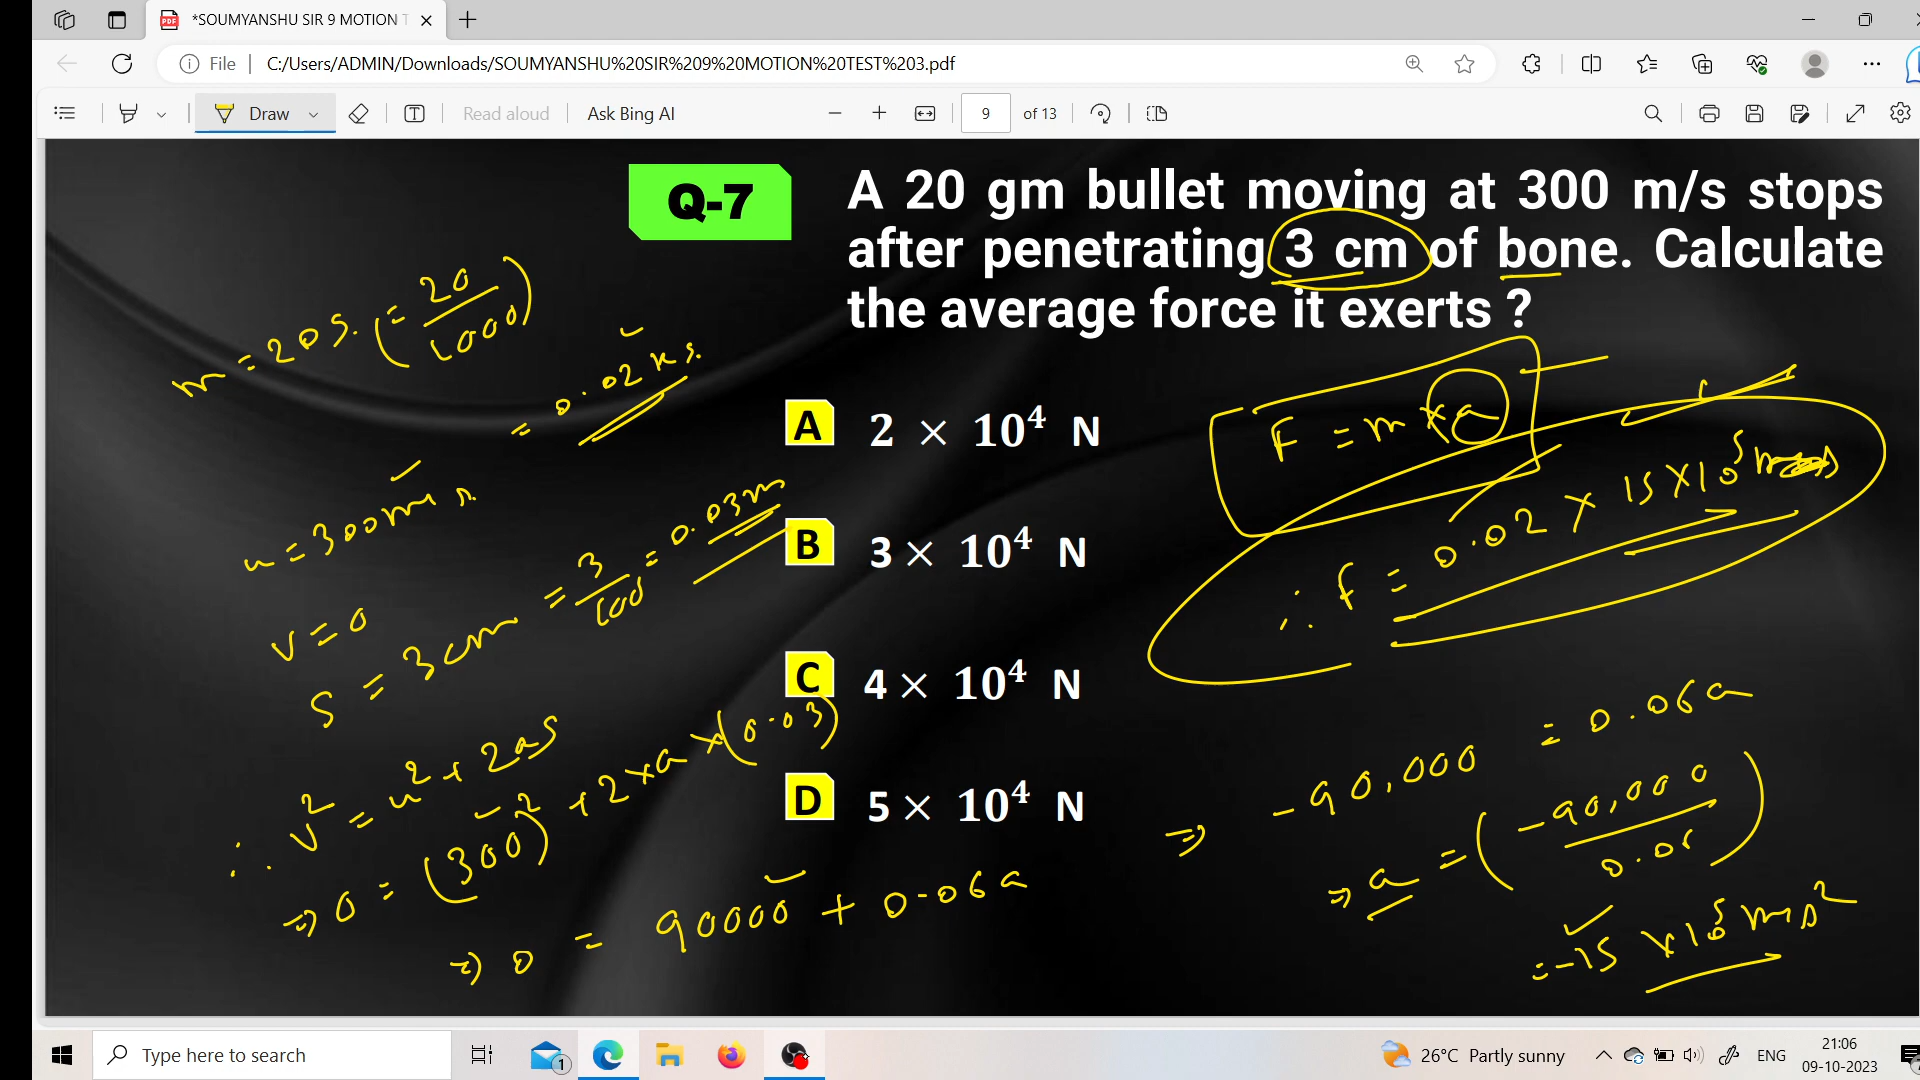 *SOUMYANSHU SIR 9 MOTION T
File
C:/Users/ADMIN/Downloads/SOUMYANSHU%20SIR%209%20MOTION%20TEST%203.pdf
Draw
Read aloud
Ask Bing AI
9 of 13
Q-7
A 20 gm bullet moving at 300 m/s stops
after penetrating 3 cm of bone. Calculate
the average force it exerts ?
A 2 × 10⁴ N
B 3 × 10⁴ N
C 4 × 10⁴ N
D 5 × 10⁴ N
m = 20g. (= 20/1000)
= 0.02 kg.
u = 300 m/s.
v = 0
S = 3cm = 3/100 = 0.03m
∴ v² = u² + 2as
⇒ 0 = (300)² + 2×a×(0.03)
⇒ 0 = 90000 + 0.06a
F = m×a
∴ F = 0.02 × 15×10⁵
⇒ -90,000 = 0.06a
⇒ a = (-90,000/0.06)
= -15 ×10⁵ ms²
Type here to search
1
26°C Partly sunny
ENG
21:06
09-10-2023